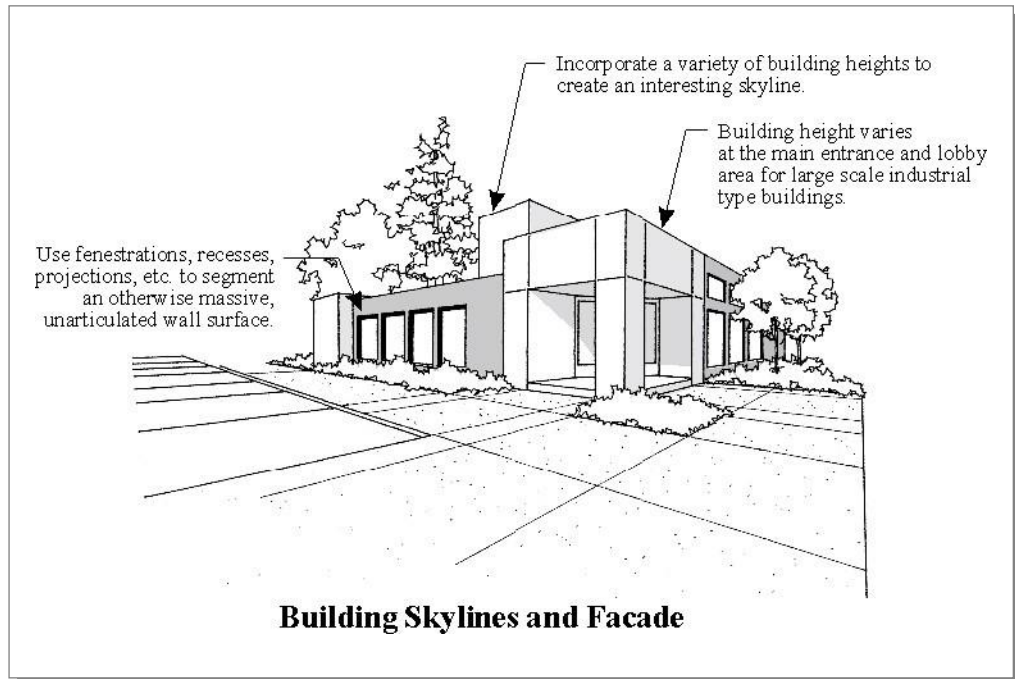 Incorporate a variety of building heights to
create an interesting skyline.
Building height varies
at the main entrance and lobby
area for large scale industrial
type buildings.
Use fenestrations, recesses,
projections, etc. to segment
an otherwise massive,
unarticulated wall surface.
Building Skylines and Facade